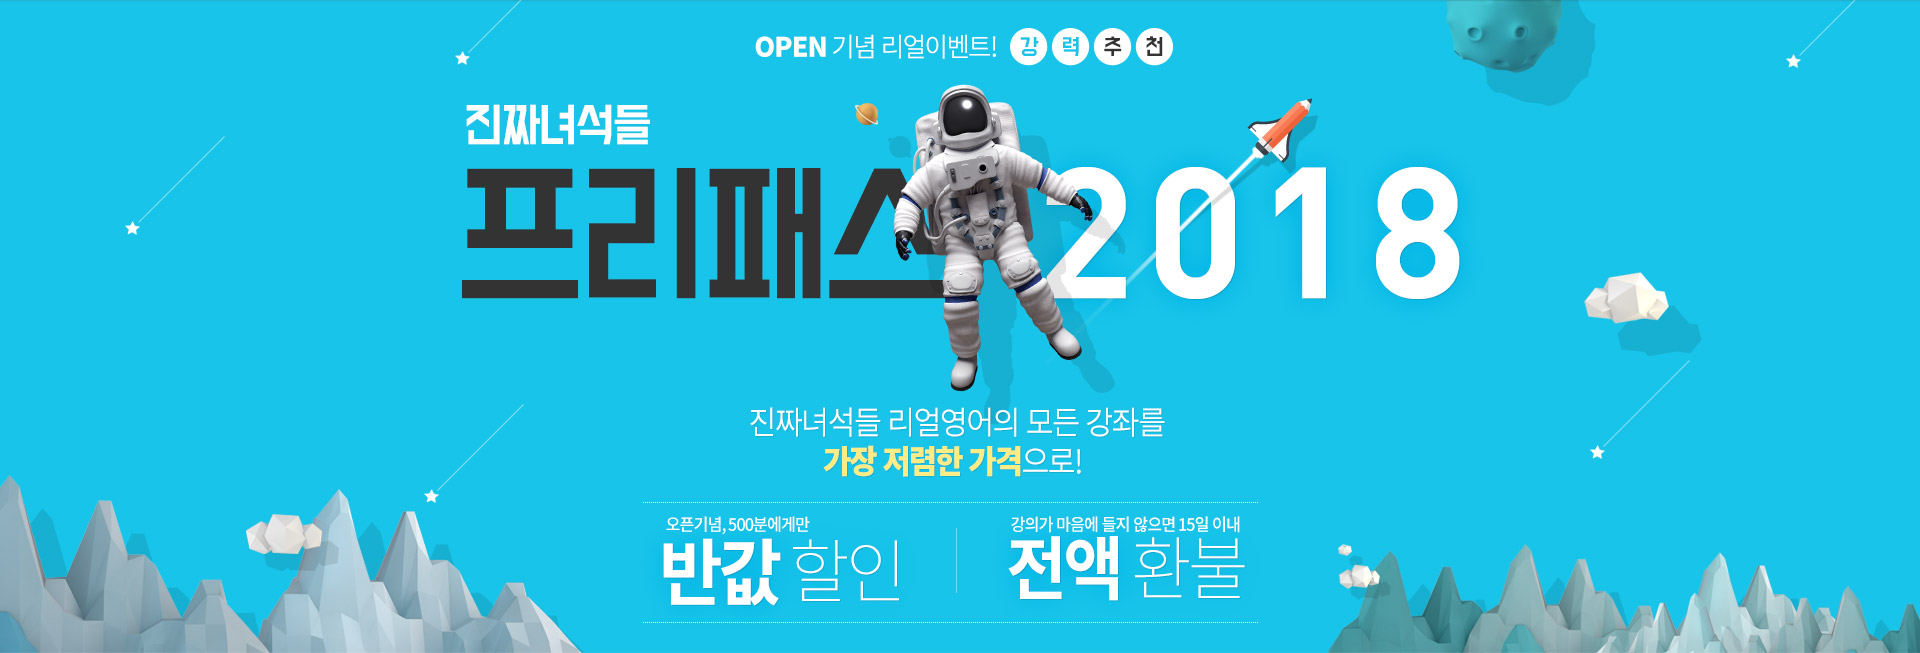 OPEN 기념 리얼이벤트! 강력추천
진짜녀석들
프리패스 2018
진짜녀석들 리얼영어의 모든 강좌를
가장 저렴한 가격으로!
오픈기념, 500분에게만
반값 할인
강의가 마음에 들지 않으면 15일 이내
전액 환불